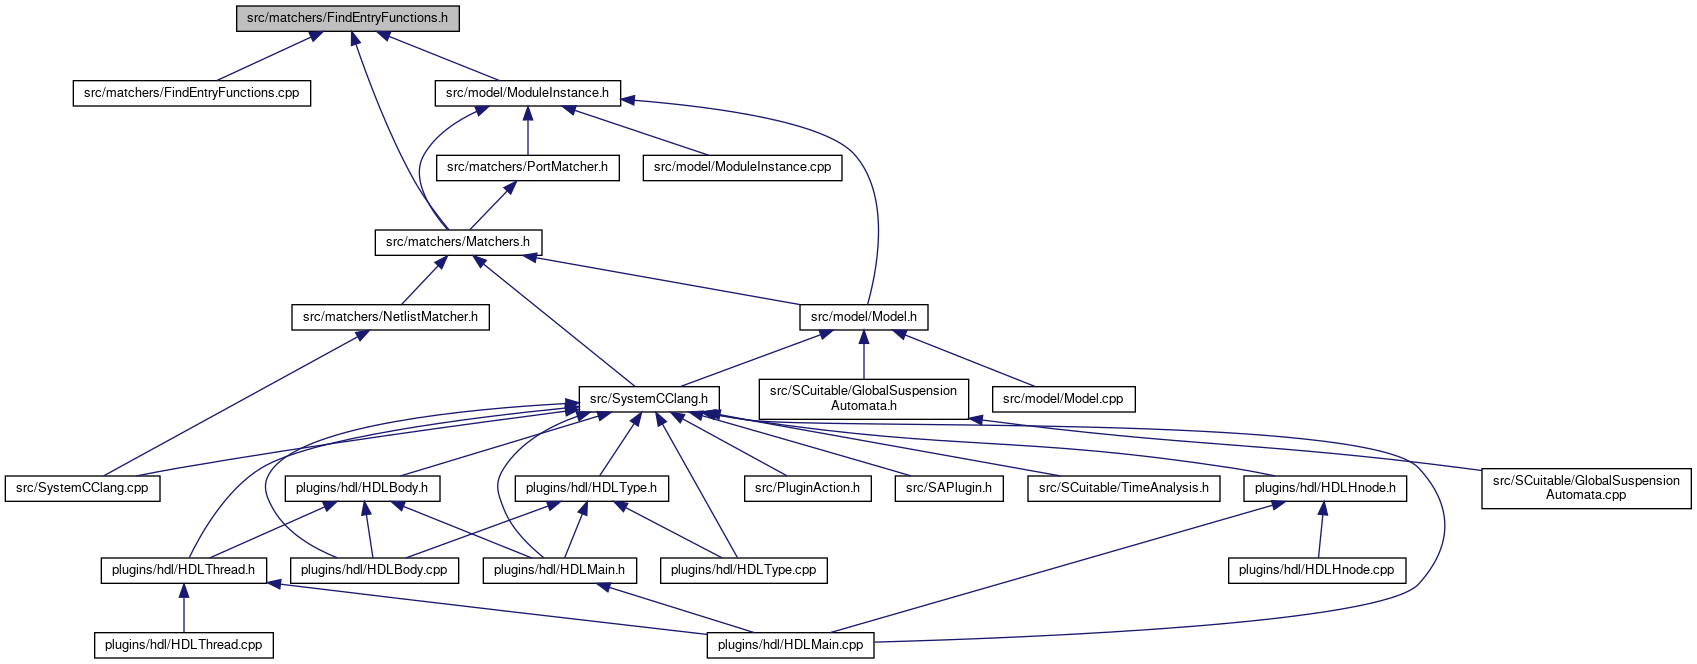 src/matchers/FindEntryFunctions.h
src/matchers/FindEntryFunctions.cpp
src/model/ModuleInstance.h
src/matchers/PortMatcher.h
src/model/ModuleInstance.cpp
src/matchers/Matchers.h
src/matchers/NetlistMatcher.h
src/model/Model.h
src/SystemCClang.h
src/SCuitable/GlobalSuspension
Automata.h
src/model/Model.cpp
src/SystemCClang.cpp
plugins/hdl/HDLBody.h
plugins/hdl/HDLType.h
src/PluginAction.h
src/SAPlugin.h
src/SCuitable/TimeAnalysis.h
plugins/hdl/HDLHnode.h
src/SCuitable/GlobalSuspension
Automata.cpp
plugins/hdl/HDLThread.h
plugins/hdl/HDLBody.cpp
plugins/hdl/HDLMain.h
plugins/hdl/HDLType.cpp
plugins/hdl/HDLHnode.cpp
plugins/hdl/HDLThread.cpp
plugins/hdl/HDLMain.cpp